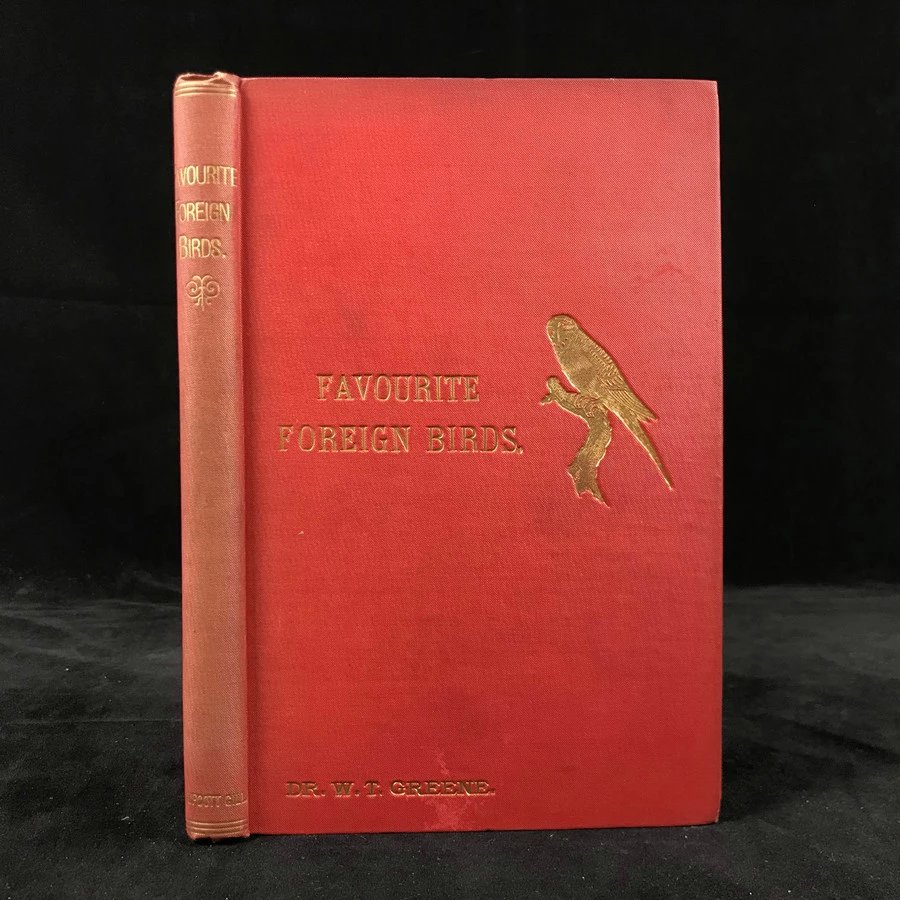 FAVOURITE
FOREIGN
BIRDS.
FAVOURITE
FOREIGN BIRDS.
DR. W. T. GREENE.